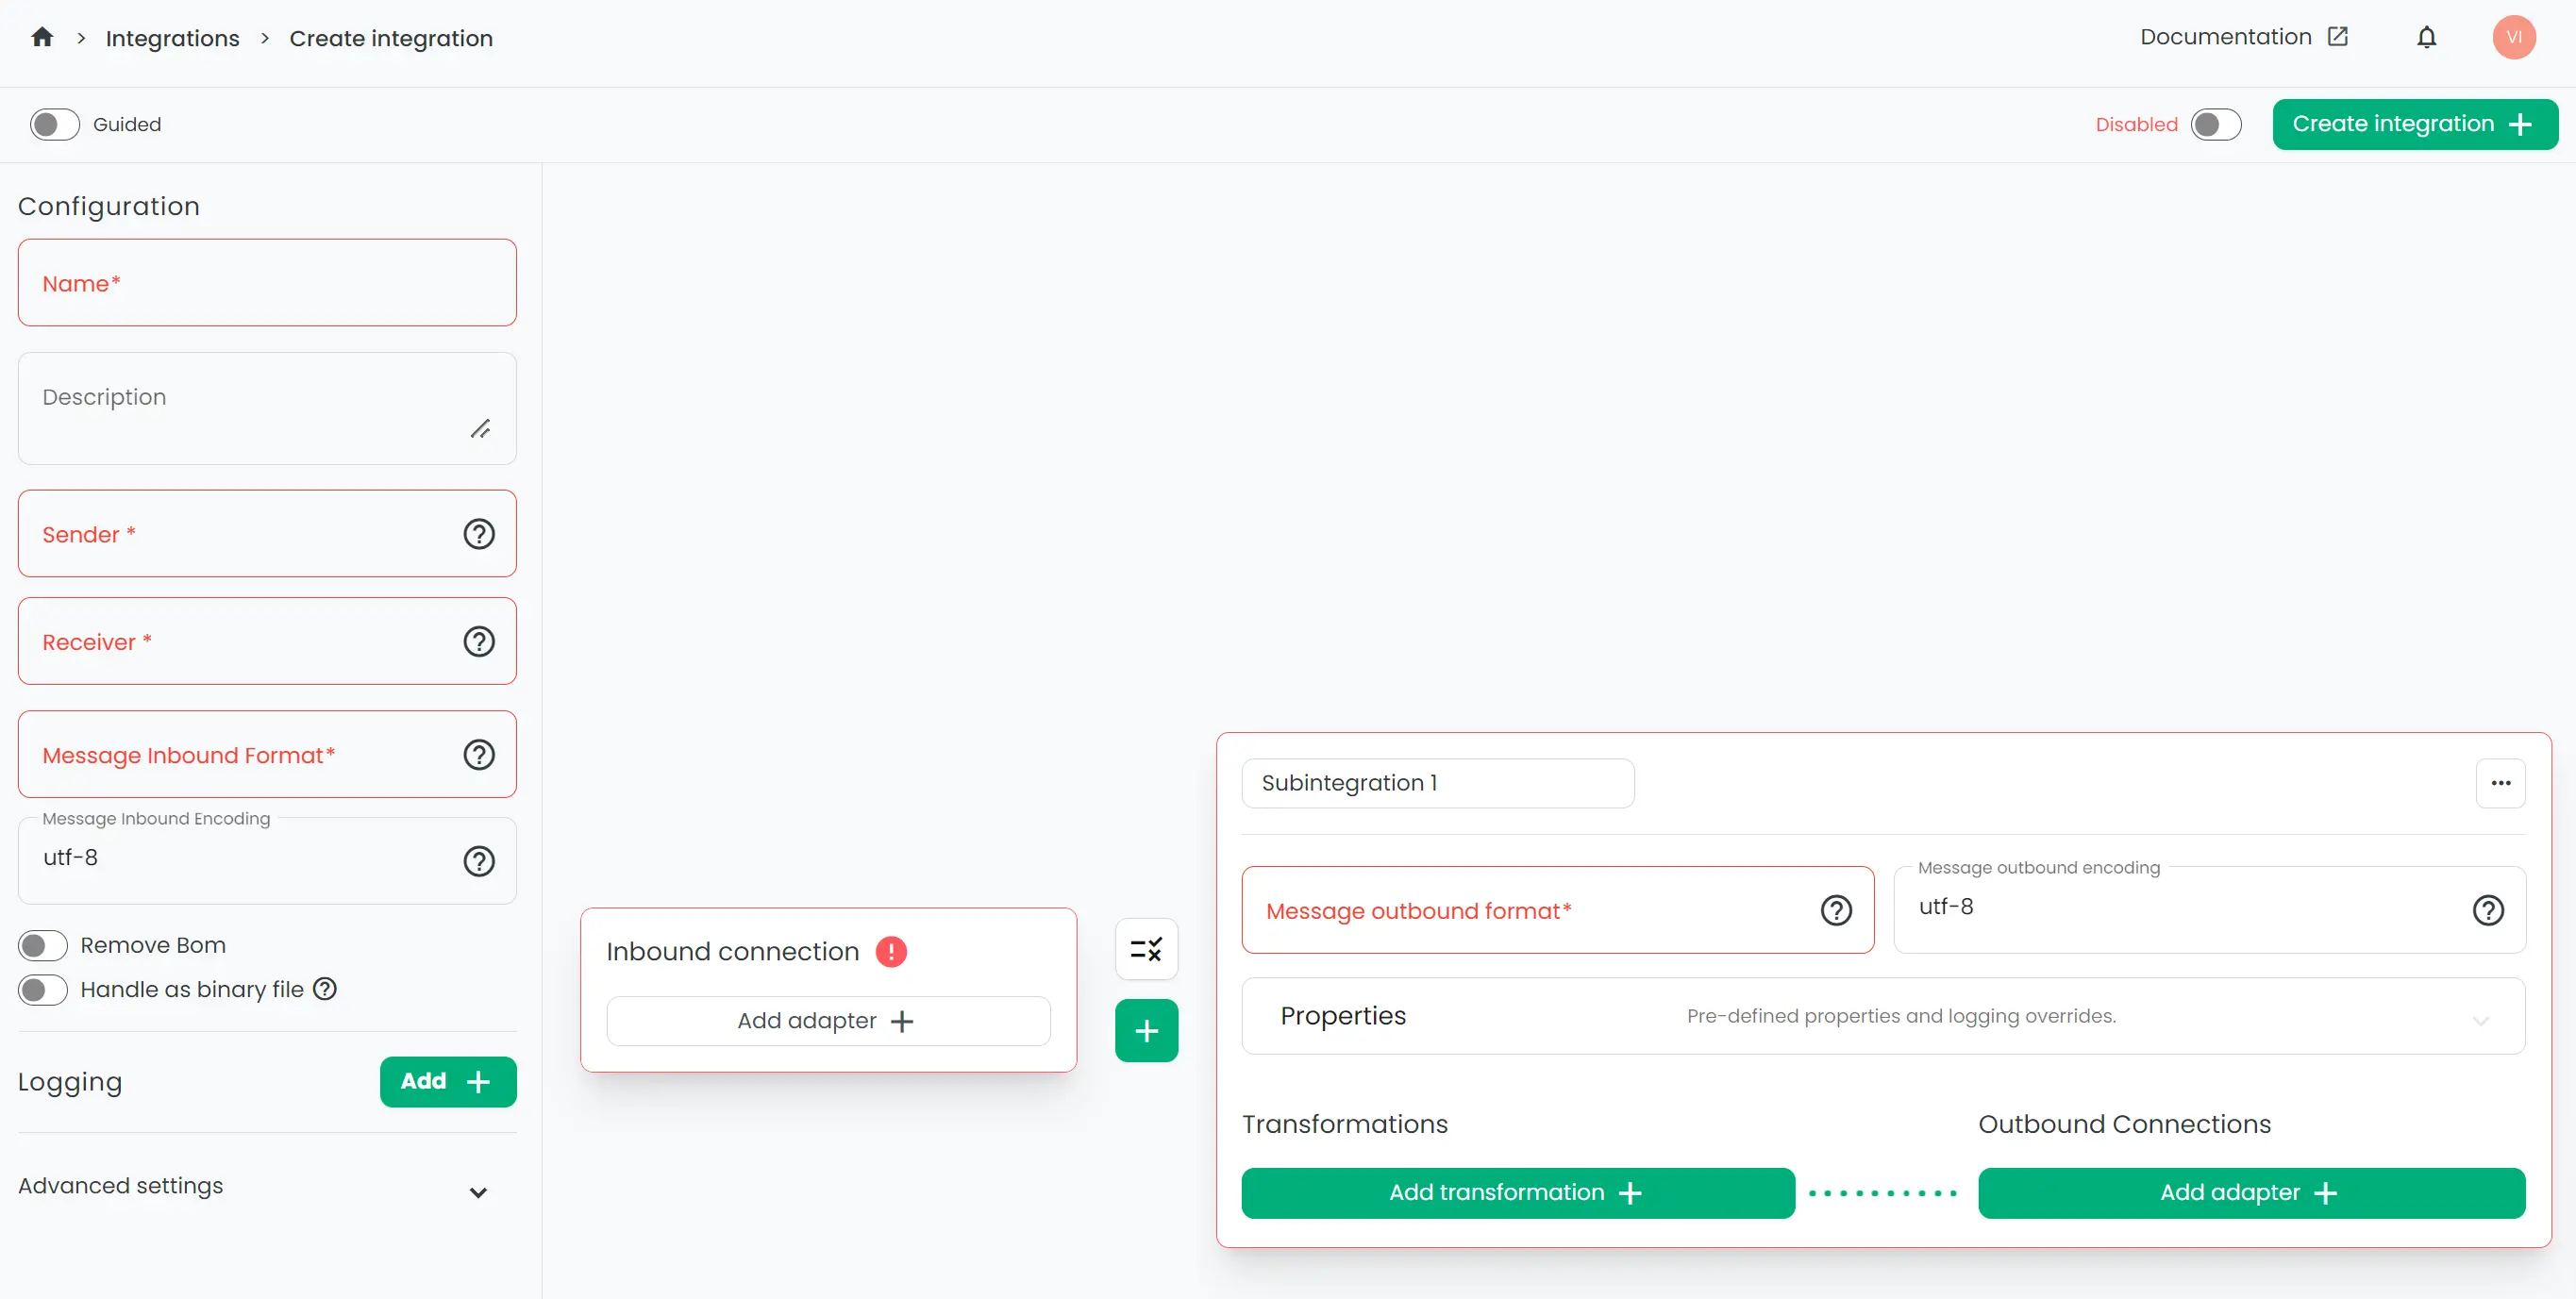 > Integrations > Create integration
Documentation
VI
Guided
Disabled
Create integration +
Configuration
Name*
Description
Sender *
Receiver *
Message Inbound Format*
Message Inbound Encoding
utf-8
Remove Bom
Handle as binary file
Logging
Add +
Advanced settings
Inbound connection
Add adapter +
Subintegration 1
Message outbound format*
Message outbound encoding
utf-8
Properties
Pre-defined properties and logging overrides.
Transformations
Outbound Connections
Add transformation +
Add adapter +